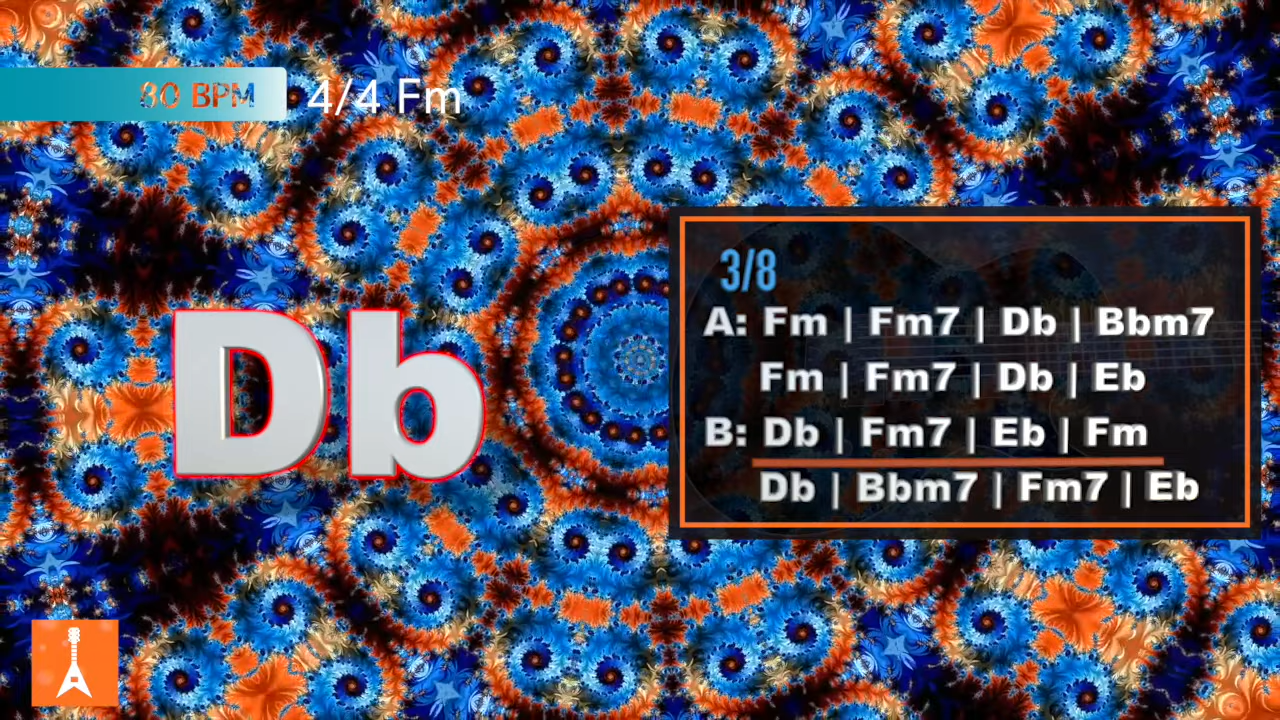 80 BPM 4/4 Fm
Db
3/8
A: Fm | Fm7 | Db | Bbm7
Fm | Fm7 | Db | Eb
B: Db | Fm7 | Eb | Fm
Db | Bbm7 | Fm7 | Eb